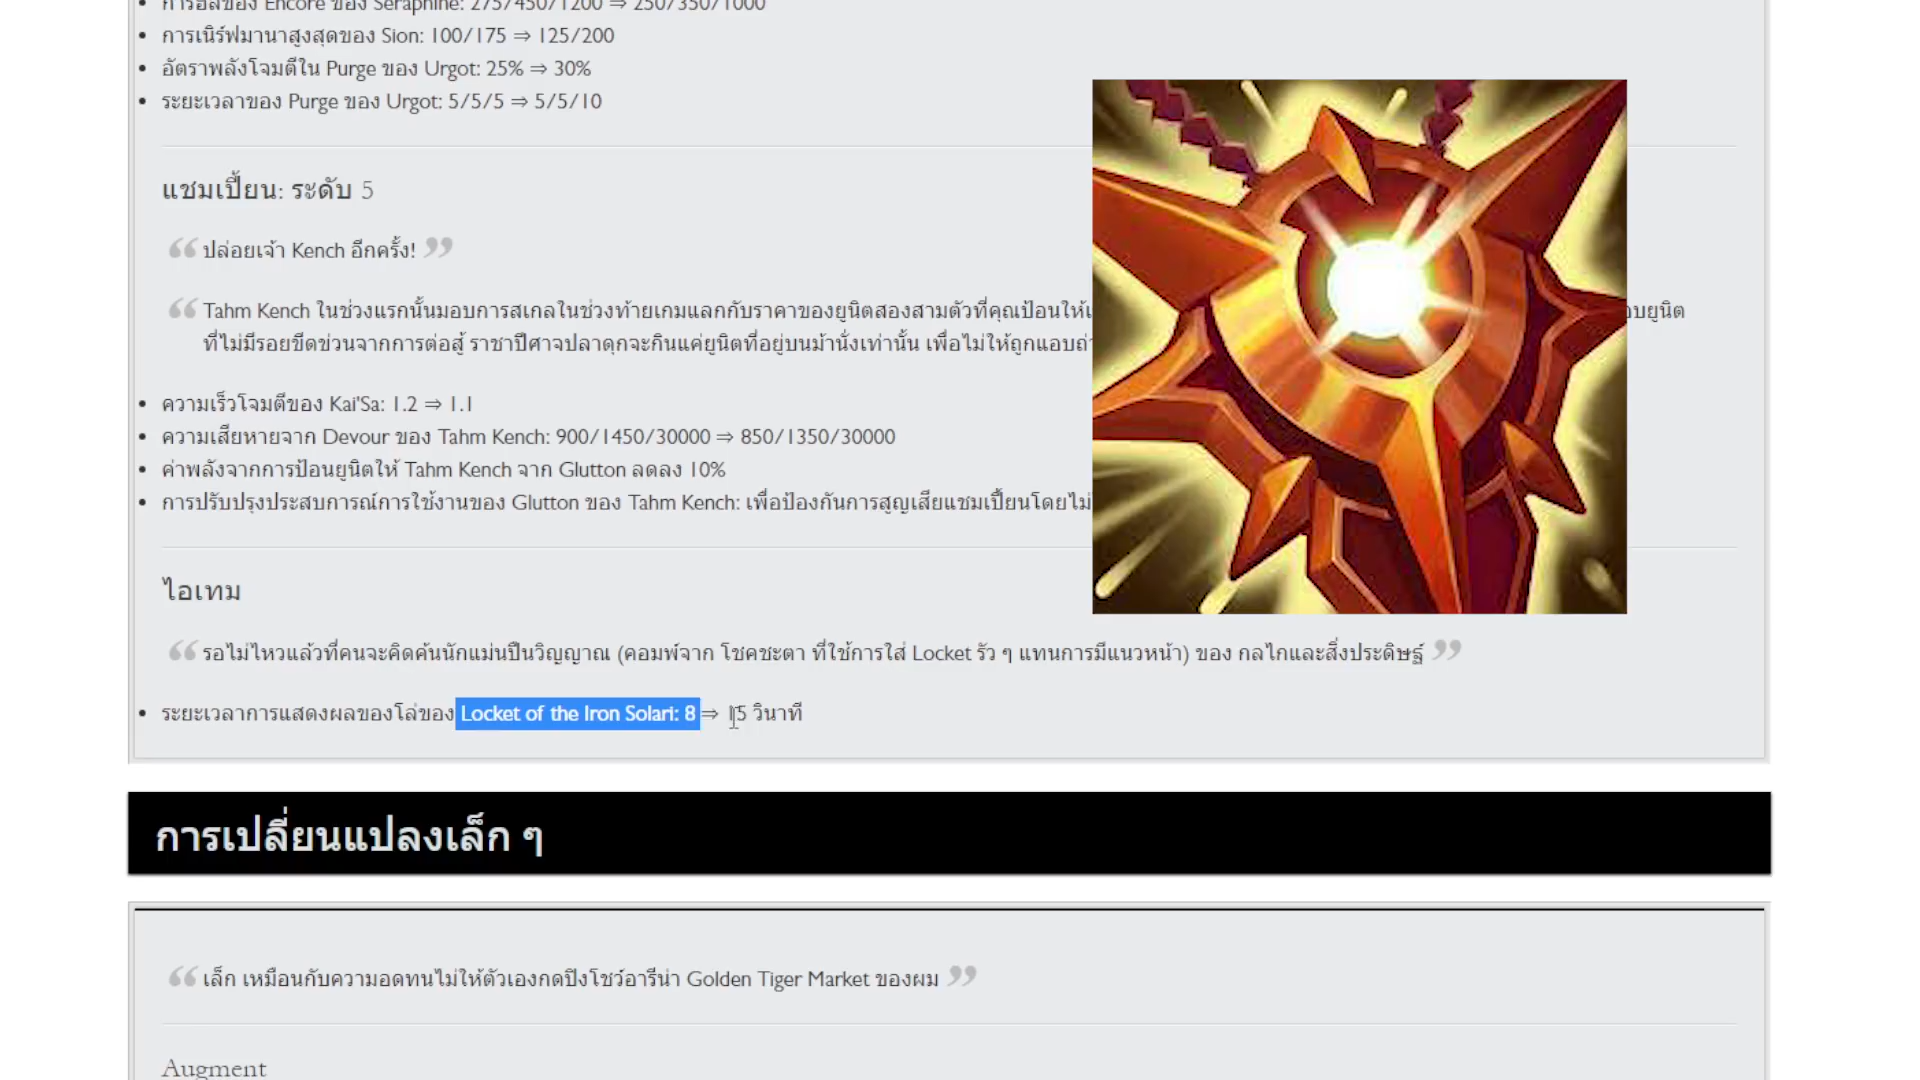 การฮีลของ Encore ของ Seraphine: 275/450/1200 ⇒ 250/350/1000
การเนิร์ฟมานาสูงสุดของ Sion: 100/175 ⇒ 125/200
อัตราพลังโจมตีใน Purge ของ Urgot: 25% ⇒ 30%
ระยะเวลาของ Purge ของ Urgot: 5/5/5 ⇒ 5/5/10
แชมเปี้ยน: ระดับ 5
“ ปล่อยเจ้า Kench อีกครั้ง! ”
“ Tahm Kench ในช่วงแรกนั้นมอบการสเกลในช่วงท้ายเกมแลกกับราคาของยูนิตสองสามตัวที่คุณป้อนให้ บยูนิต
ที่ไม่มีรอยขีดข่วนจากการต่อสู้ ราชาปีศาจปลาดุกจะกินแค่ยูนิตที่อยู่บนม้านั่งเท่านั้น เพื่อไม่ให้ถูกแอบ
ความเร็วโจมตีของ Kai'Sa: 1.2 ⇒ 1.1
ความเสียหายจาก Devour ของ Tahm Kench: 900/1450/30000 ⇒ 850/1350/30000
ค่าพลังจากการป้อนยูนิตให้ Tahm Kench จาก Glutton ลดลง 10%
การปรับปรุงประสบการณ์การใช้งานของ Glutton ของ Tahm Kench: เพื่อป้องกันการสูญเสียแชมเปี้ยนโดยไม่
ไอเทม
“ รอไม่ไหวแล้วที่คนจะคิดค้นนักแม่นปืนวิญญาณ (คอมพ์จาก โชคชะตา ที่ใช้การใส่ Locket รัว ๆ แทนการมีแนวหน้า) ของ กลไกและสิ่งประดิษฐ์ ”
ระยะเวลาการแสดงผลของโล่ของ Locket of the Iron Solari: 8 ⇒ 15 วินาที
การเปลี่ยนแปลงเล็ก ๆ
“ เล็ก เหมือนกับความอดทนไม่ให้ตัวเองกดปิงโชว์อารีน่า Golden Tiger Market ของผม ”
Augment